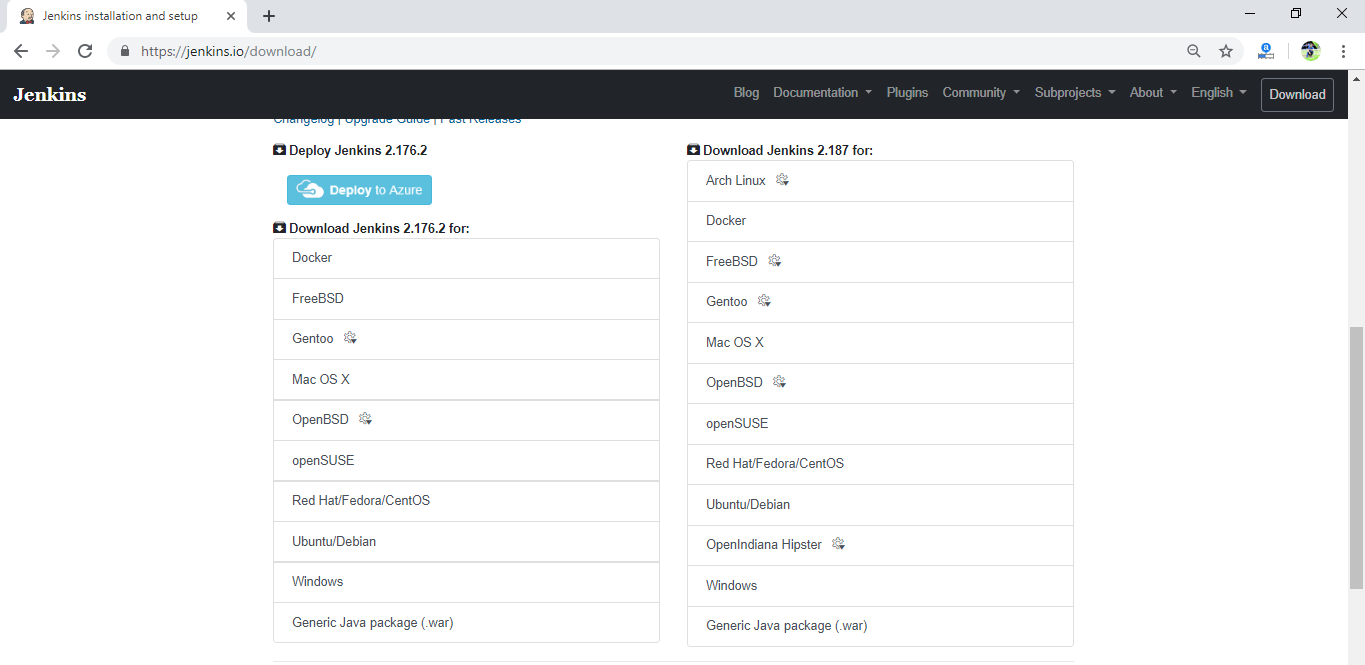 Jenkins installation and setup
https://jenkins.io/download/
Jenkins
Blog Documentation Plugins Community Subprojects About English Download
Changelog | Upgrade Guide | Past Releases
Deploy Jenkins 2.176.2
Deploy to Azure
Download Jenkins 2.176.2 for:
Docker
FreeBSD
Gentoo
Mac OS X
OpenBSD
openSUSE
Red Hat/Fedora/CentOS
Ubuntu/Debian
Windows
Generic Java package (.war)
Download Jenkins 2.187 for:
Arch Linux
Docker
FreeBSD
Gentoo
Mac OS X
OpenBSD
openSUSE
Red Hat/Fedora/CentOS
Ubuntu/Debian
OpenIndiana Hipster
Windows
Generic Java package (.war)